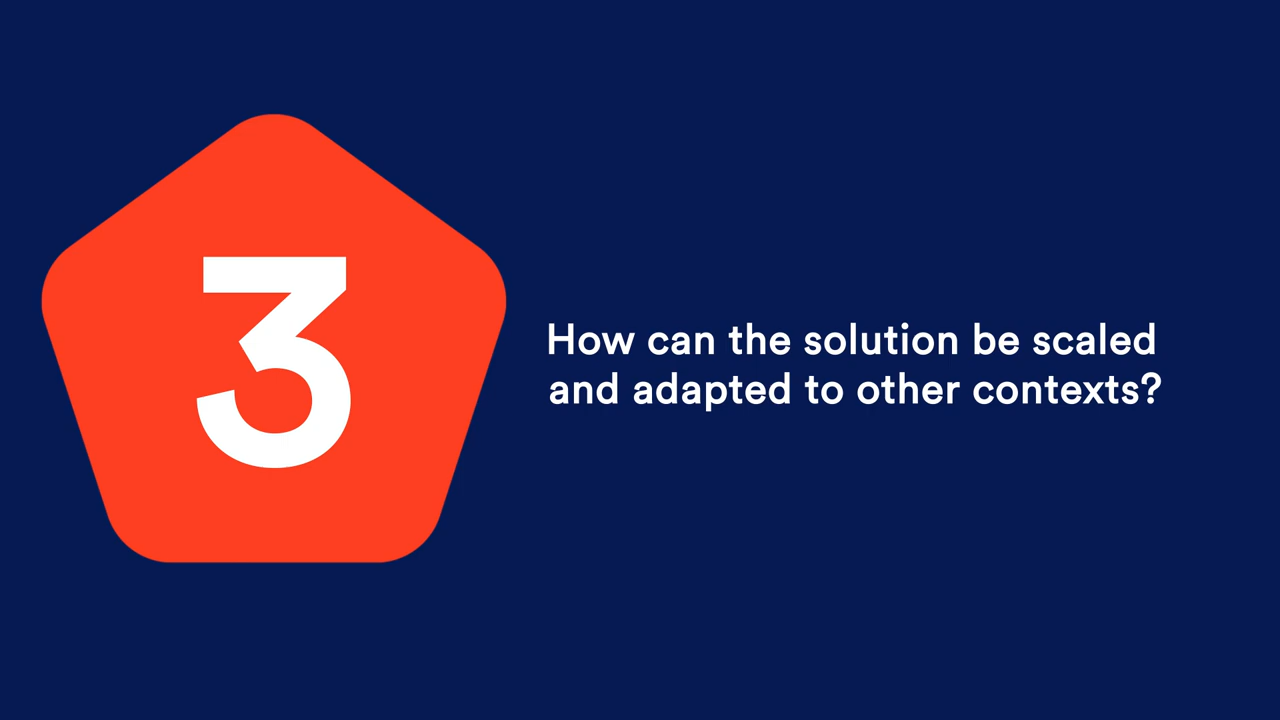 3
How can the solution be scaled
and adapted to other contexts?